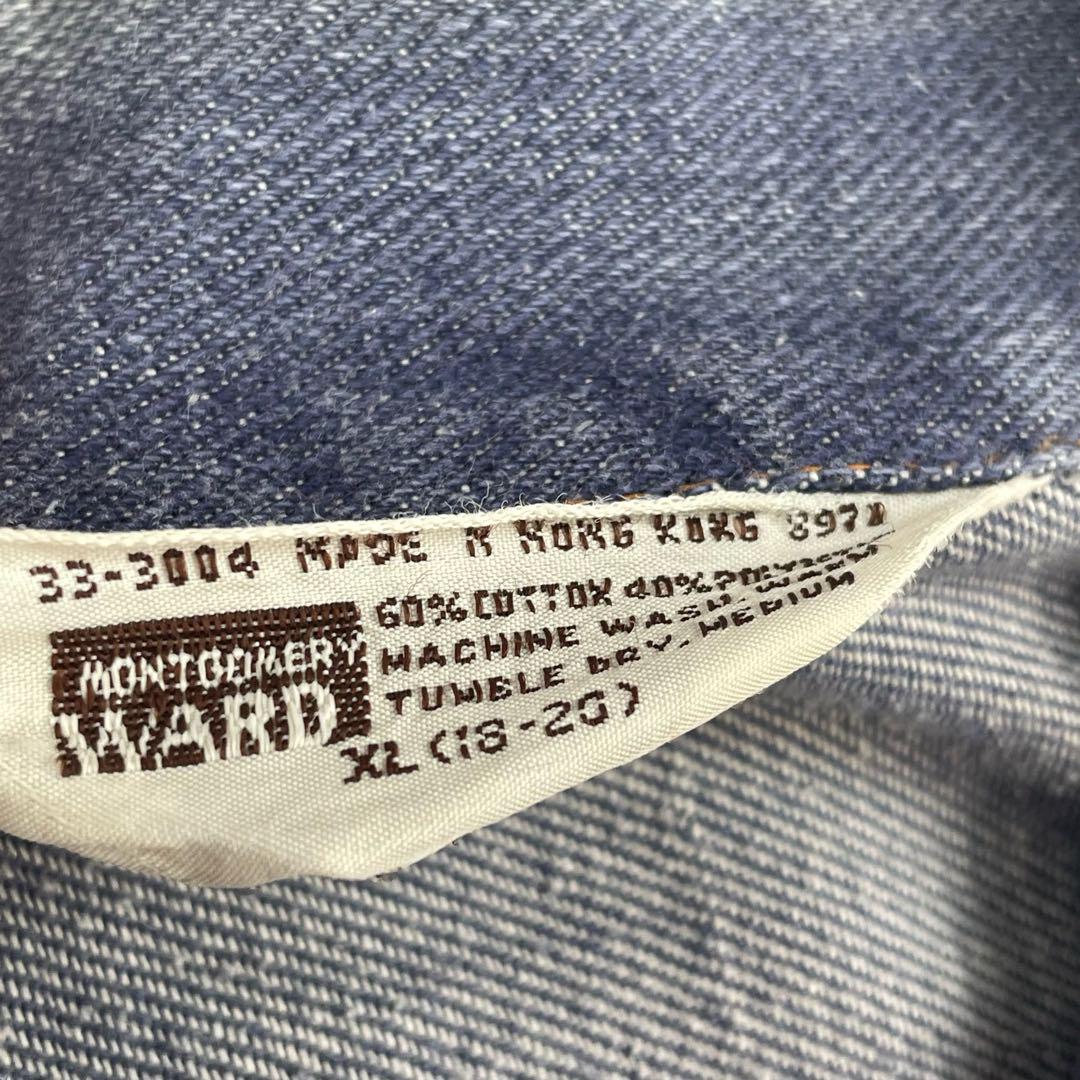 33-3004 MADE IN HONG KONG
MONTGOMERY
WARD
60% COTTON 40% POLYESTER
MACHINE WASH WARM
TUMBLE DRY, MEDIUM
XL (18-20)